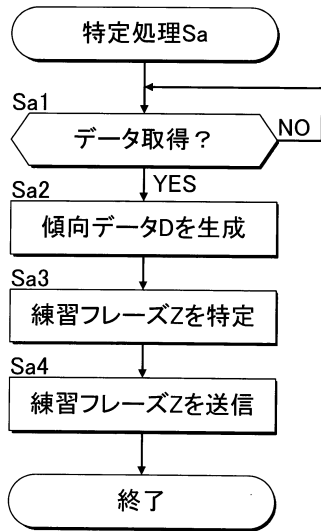 特定処理Sa
Sa1
データ取得?
NO
YES
Sa2
傾向データDを生成
Sa3
練習フレーズZを特定
Sa4
練習フレーズZを送信
終了